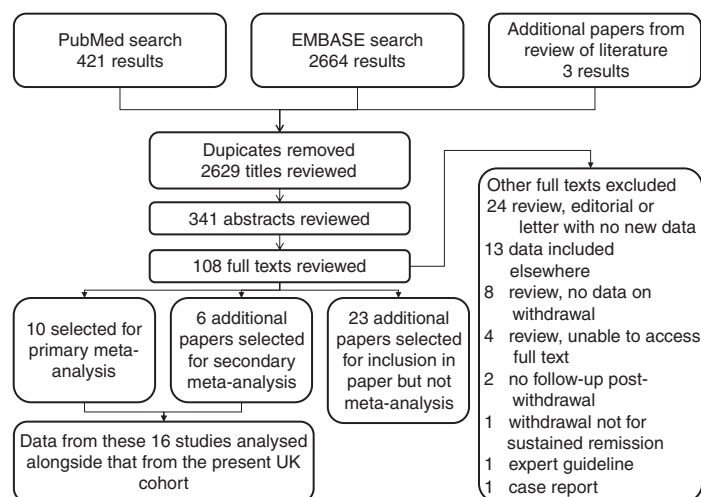 PubMed search
421 results
EMBASE search
2664 results
Additional papers from
review of literature
3 results
Dupicates removed
2629 titles reviewed
341 abstracts reviewed
108 full texts reviewed
10 selected for
primary meta-
analysis
6 additional
papers selected
for secondary
meta-analysis
23 additional
papers selected
for inclusion in
paper but not
meta-analysis
Data from these 16 studies analysed
alongside that from the present UK
cohort
Other full texts excluded
24 review, editorial or
letter with no new data
13 data included
elsewhere
8 review, no data on
withdrawal
4 review, unable to access
full text
2 no follow-up post-
withdrawal
1 withdrawal not for
sustained remission
1 expert guideline
1 case report